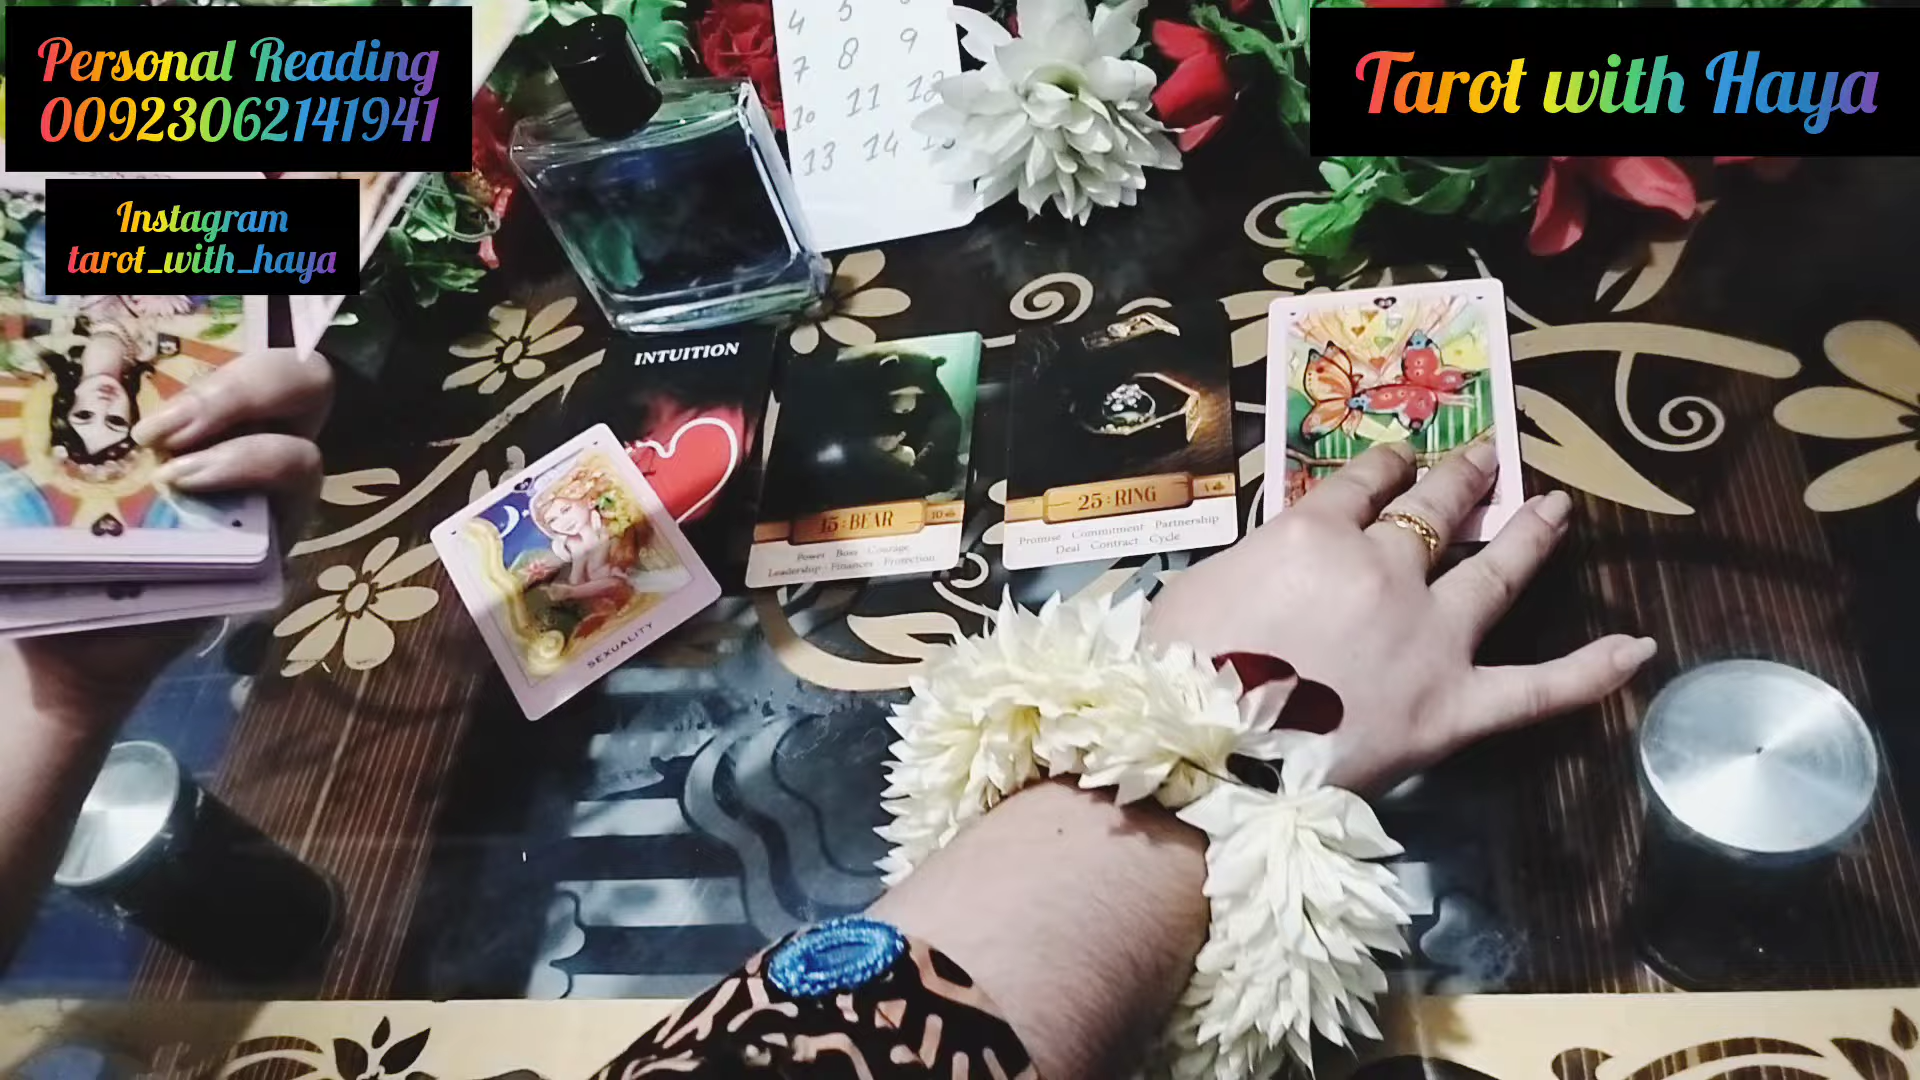 Personal Reading
00923062141941
Instagram
tarot_with_haya
Tarot with Haya
4 5
7 8 9
10 11 12
13 14 15
INTUITION
SEXUALITY
15:BEAR
Power Boss Courage
Leadership · Finances · Protection
25:RING
Promise Commitment Partnership
Deal Contract Cycle